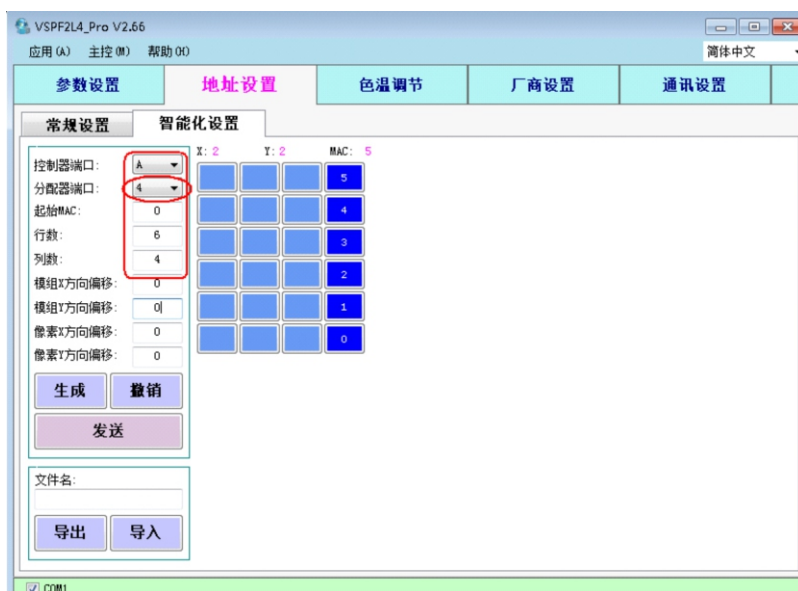 VSPF2L4_Pro V2.66
应用(A) 主控(M) 帮助(H) 简体中文
参数设置 地址设置 色温调节 厂商设置 通讯设置
常规设置 智能化设置
X: 2 Y: 2 MAC: 5
控制器端口: A
5
分配器端口: 4
起始MAC: 0
4
行数: 6
3
列数: 4
2
模组X方向偏移: 0
模组Y方向偏移: 0
1
像素X方向偏移: 0
0
像素Y方向偏移: 0
生成 撤销
发送
文件名:
导出 导入
COM1